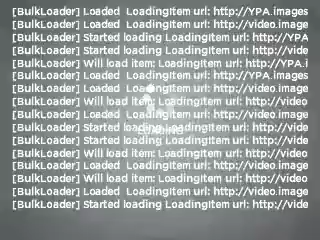 [BulkLoader] Loaded LoadingItem url: http://YPA.images
[BulkLoader] Loaded LoadingItem url: http://video.image
[BulkLoader] Started loading LoadingItem url: http://YPA
[BulkLoader] Started loading LoadingItem url: http://vide
[BulkLoader] Will load item: LoadingItem url: http://YPA.i
[BulkLoader] Loaded LoadingItem url: http://YPA.images
[BulkLoader] Loaded LoadingItem url: http://video.image
[BulkLoader] Will load item: LoadingItem url: http://video
[BulkLoader] Loaded LoadingItem url: http://video.image
[BulkLoader] Started loading LoadingItem url: http://vide
LOADING
[BulkLoader] Started loading LoadingItem url: http://vide
[BulkLoader] Will load item: LoadingItem url: http://video
[BulkLoader] Loaded LoadingItem url: http://video.image
[BulkLoader] Started loading LoadingItem url: http://vide
[BulkLoader] Loaded LoadingItem url: http://video.image
[BulkLoader] Started loading LoadingItem url: http://vide